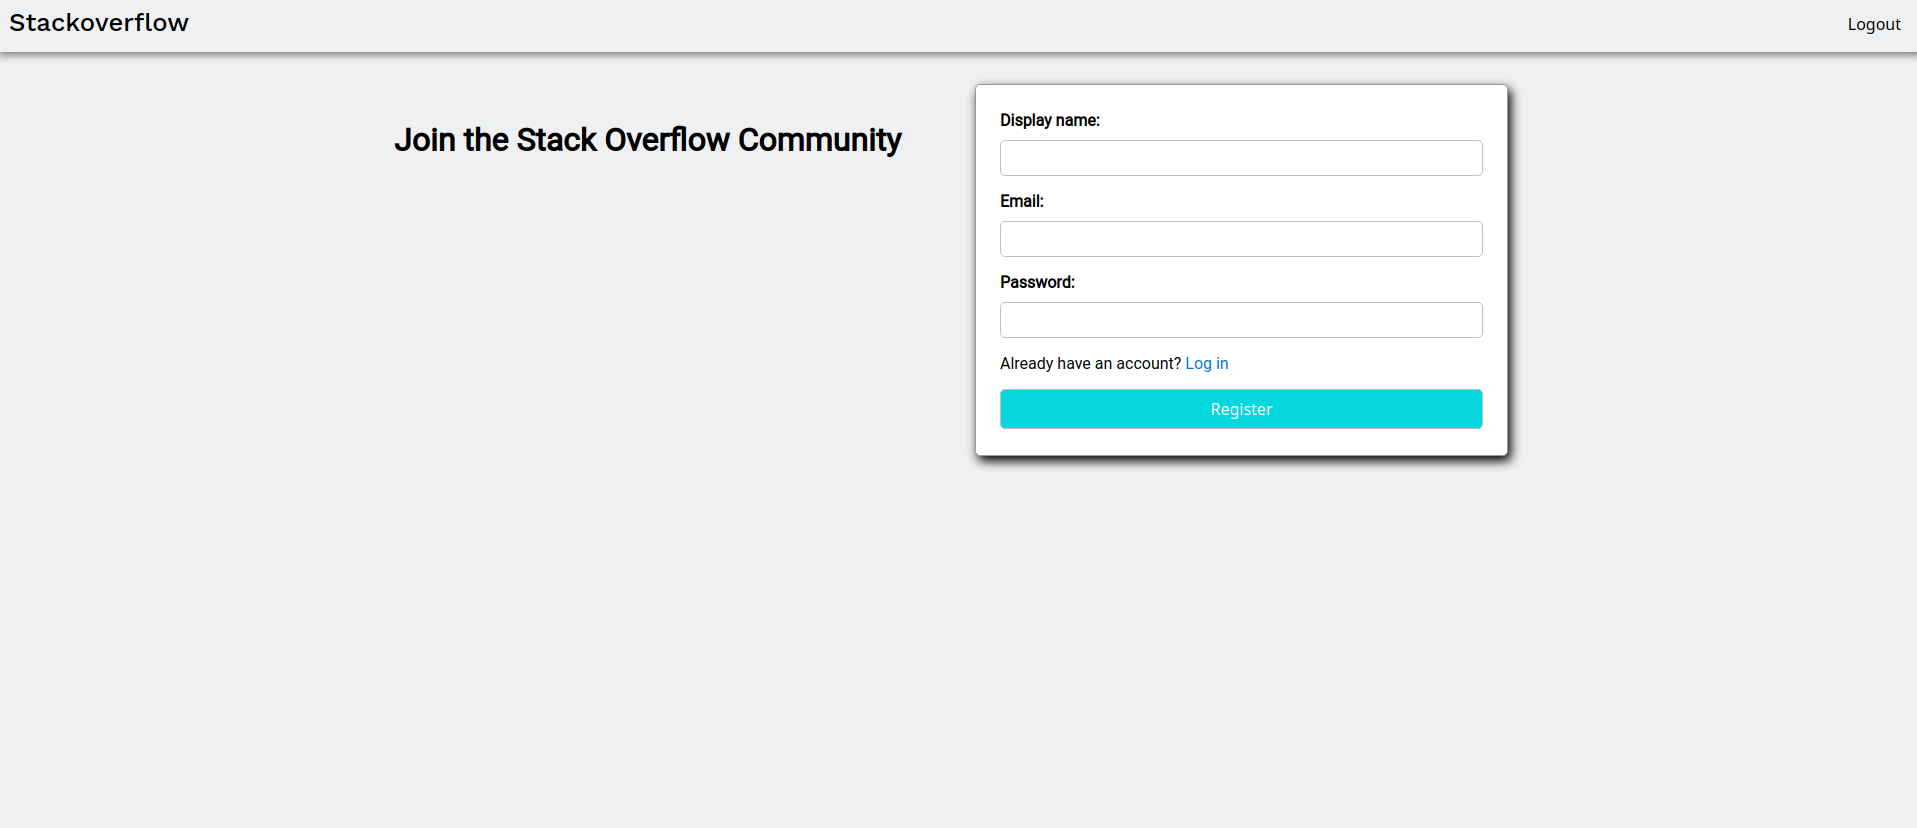 Stackoverflow
Logout
Join the Stack Overflow Community
Display name:
Email:
Password:
Already have an account? Log in
Register